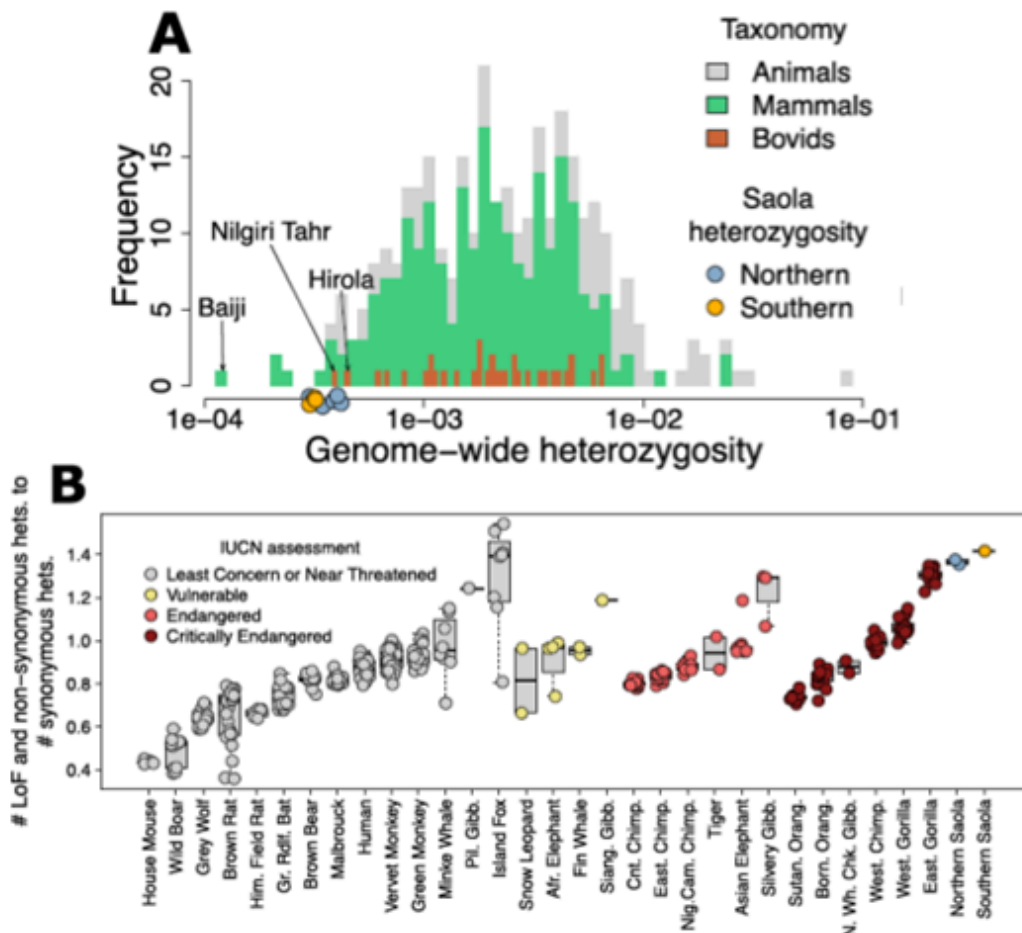 A
Taxonomy
Animals
Mammals
Bovids
Saola
heterozygosity
Northern
Southern
Frequency
20
15
10
5
0
Nilgiri Tahr
Hirola
Baiji
1e−04
1e−03
1e−02
1e−01
Genome−wide heterozygosity
B
# LoF and non−synonymous hets. to
# synonymous hets.
1.4
1.2
1.0
0.8
0.6
0.4
IUCN assessment
Least Concern or Near Threatened
Vulnerable
Endangered
Critically Endangered
House Mouse
Wild Boar
Grey Wolf
Brown Rat
Him. Field Rat
Gr. Rdlf. Bat
Brown Bear
Malbrouck
Human
Vervet Monkey
Green Monkey
Minke Whale
Pil. Gibb.
Island Fox
Snow Leopard
Afr. Elephant
Fin Whale
Siang. Gibb.
Cnt. Chimp.
East. Chimp.
Nig.Cam. Chimp.
Tiger
Asian Elephant
Silvery Gibb.
Sutan. Orang.
Born. Orang.
N. Wh. Chk. Gibb.
West. Chimp.
West. Gorilla
East. Gorilla
Northern Saola
Southern Saola